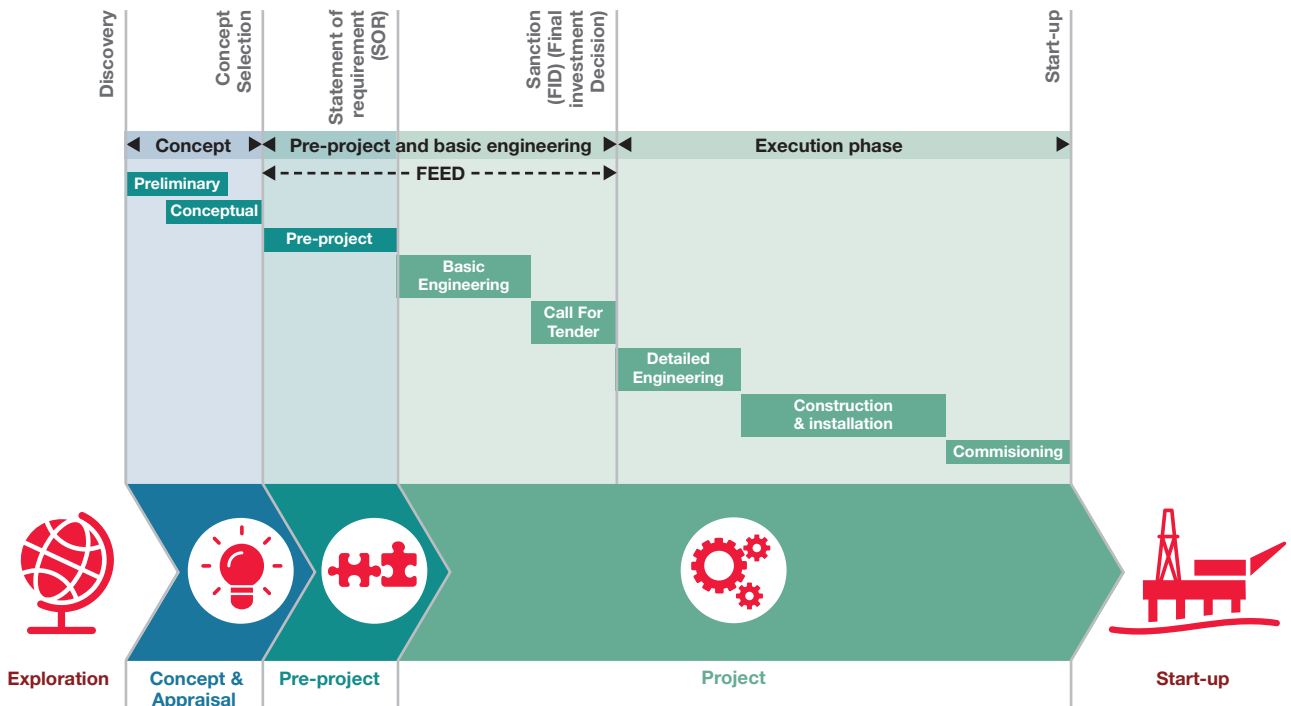 Discovery
Concept
Selection
Statement of
requirement
(SOR)
Sanction
(FID) (Final
investment
Decision)
Start-up
Concept
Pre-project and basic engineering
Execution phase
FEED
Preliminary
Conceptual
Pre-project
Basic
Engineering
Call For
Tender
Detailed
Engineering
Construction
& installation
Commisioning
Exploration
Concept &
Appraisal
Pre-project
Project
Start-up